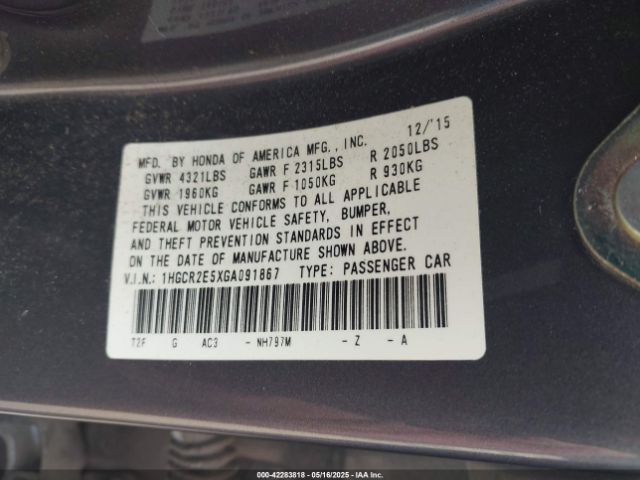 MFD. BY HONDA OF AMERICA MFG., INC. 12/'15
GVWR 4321LBS GAWR F 2315LBS R 2050LBS
GVWR 1960KG GAWR F 1050KG R 930KG
THIS VEHICLE CONFORMS TO ALL APPLICABLE
FEDERAL MOTOR VEHICLE SAFETY, BUMPER,
AND THEFT PREVENTION STANDARDS IN EFFECT
ON THE DATE OF MANUFACTURE SHOWN ABOVE.
V.I.N.: 1HGCR2E5XGA091867 TYPE: PASSENGER CAR
T2F G AC3 - NH797M - Z - A
000-42283818 - 05/16/2025 - IAA Inc.